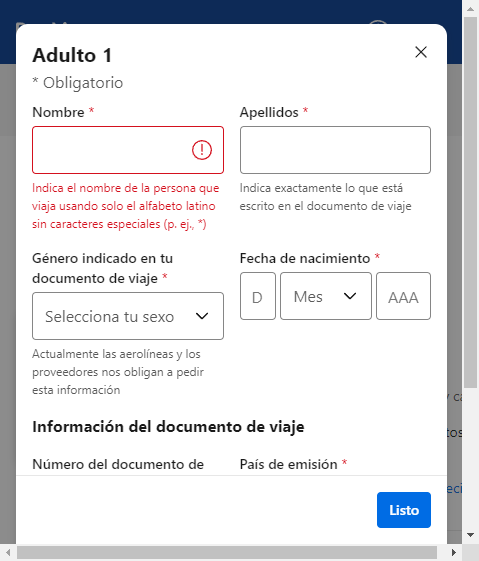 Adulto 1
* Obligatorio
Nombre *
Apellidos *
Indica el nombre de la persona que
viaja usando solo el alfabeto latino
sin caracteres especiales (p. ej., *)
Indica exactamente lo que está
escrito en el documento de viaje
Género indicado en tu
documento de viaje *
Fecha de nacimiento *
Selecciona tu sexo
D
Mes
AAA
Actualmente las aerolíneas y los
proveedores nos obligan a pedir
esta información
Información del documento de viaje
Número del documento de
País de emisión *
Listo